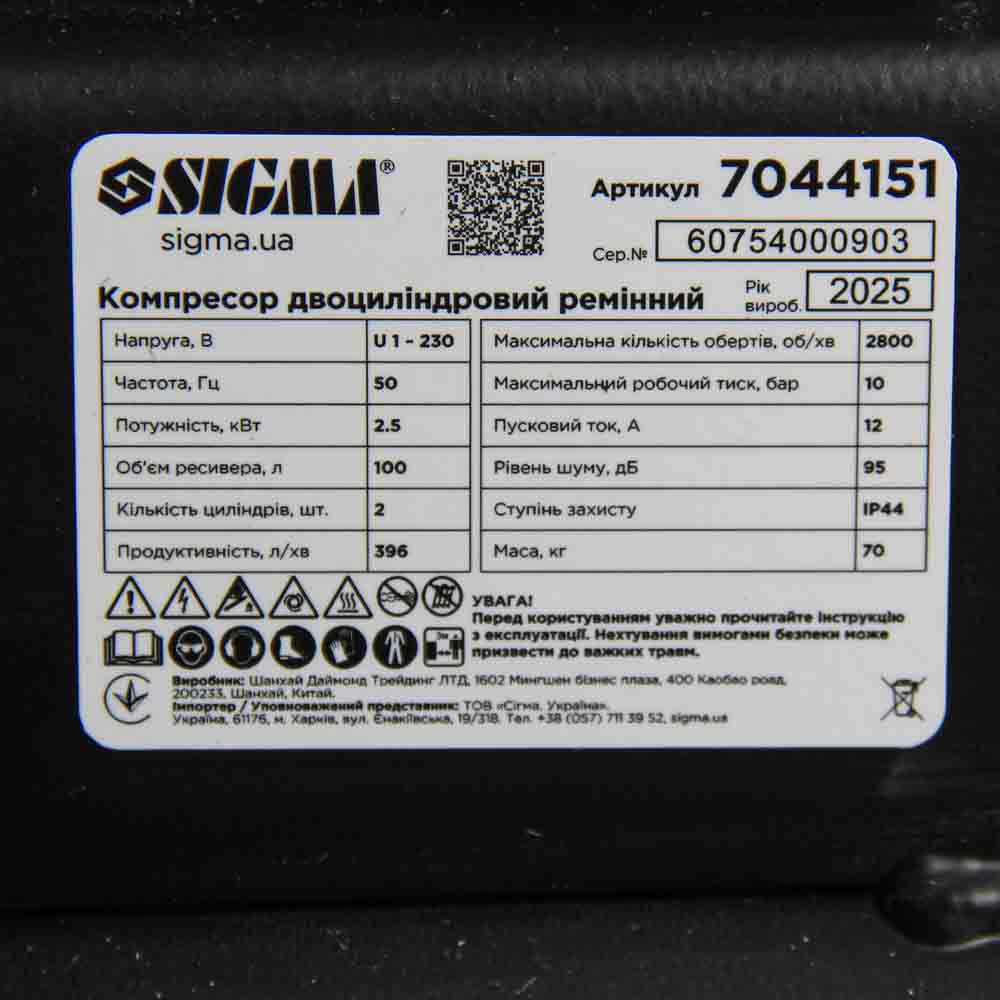 SIGMA®
sigma.ua
Артикул 7044151
Сер.№ 60754000903
Компресор двоциліндровий ремінний
Рік вироб. 2025
Напруга, В U 1 - 230
Частота, Гц 50
Потужність, кВт 2.5
Об'єм ресивера, л 100
Кількість циліндрів, шт. 2
Продуктивність, л/хв 396
Максимальна кількість обертів, об/хв 2800
Максимальний робочий тиск, бар 10
Пусковий ток, А 12
Рівень шуму, дБ 95
Ступінь захисту IP44
Маса, кг 70
УВАГА!
Перед користуванням уважно прочитайте інструкцію
з експлуатації. Нехтування вимогами безпеки може
призвести до важких травм.
Виробник: Шанхай Даймонд Трейдинг ЛТД, 1602 Мингшен бізнес плаза, 400 Каобао роад,
200233, Шанхай, Китай.
Імпортер / Уповноважений представник: ТОВ «Сігма. Україна».
Україна, 61176, м. Харків, вул. Єнакіївська, 19/318. Тел. +38 (057) 711 39 52, sigma.ua